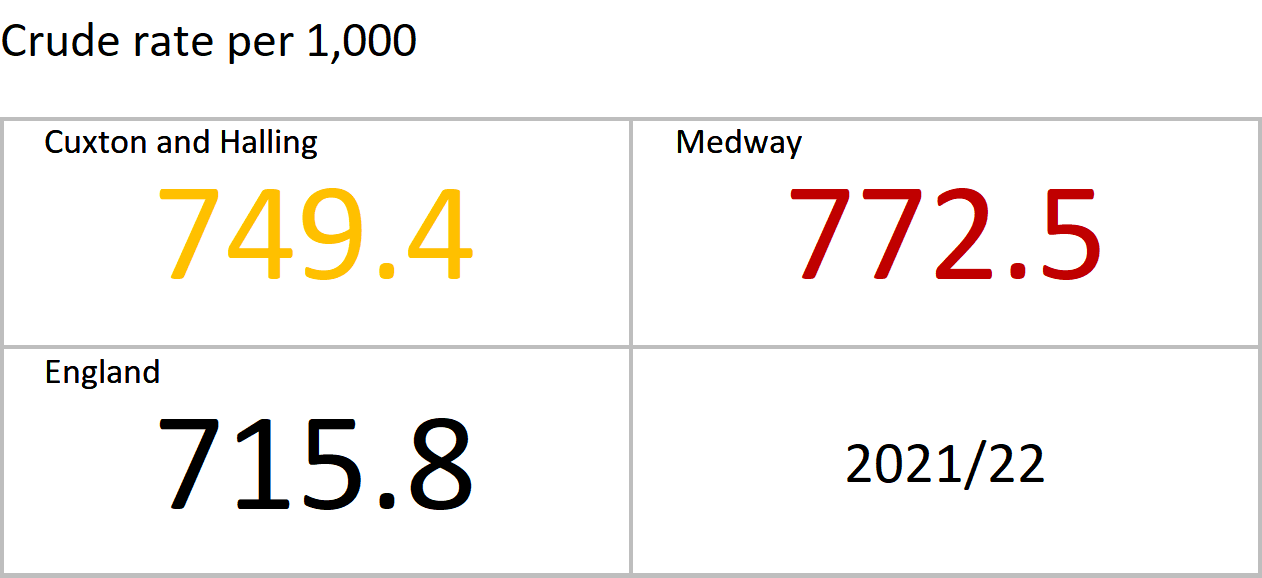 Crude rate per 1,000
Cuxton and Halling
749.4
Medway
772.5
England
715.8
2021/22